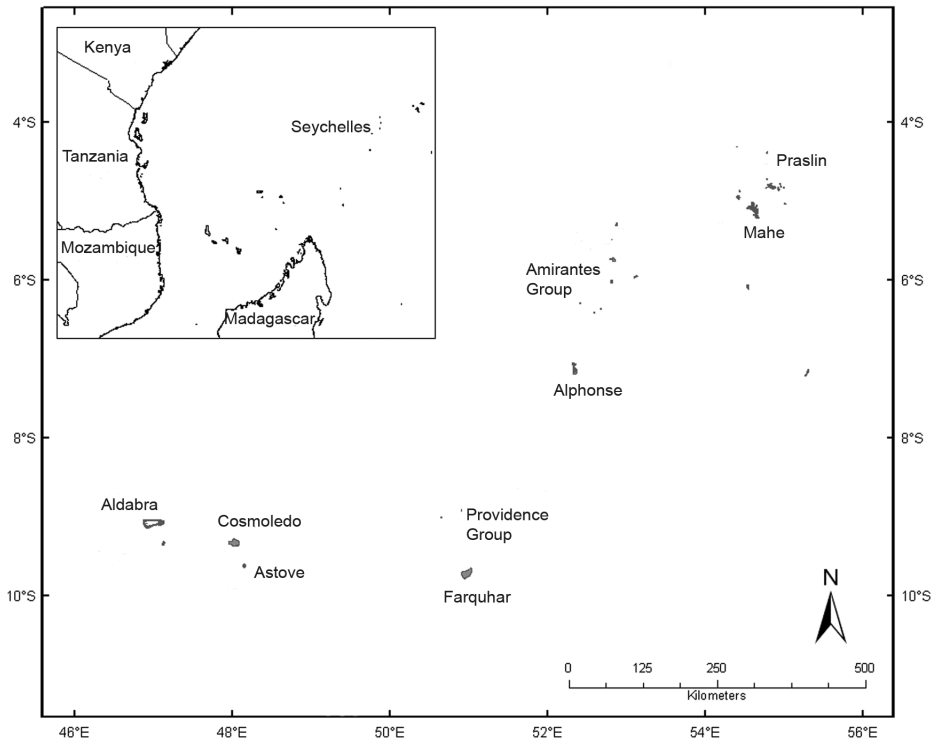 Kenya
Seychelles
Tanzania
Mozambique
Madagascar
4°S
4°S
Praslin
Mahe
6°S
6°S
Amirantes
Group
Alphonse
8°S
8°S
Aldabra
Cosmoledo
Astove
Providence
Group
Farquhar
10°S
10°S
N
0 125 250 500
Kilometers
46°E 48°E 50°E 52°E 54°E 56°E